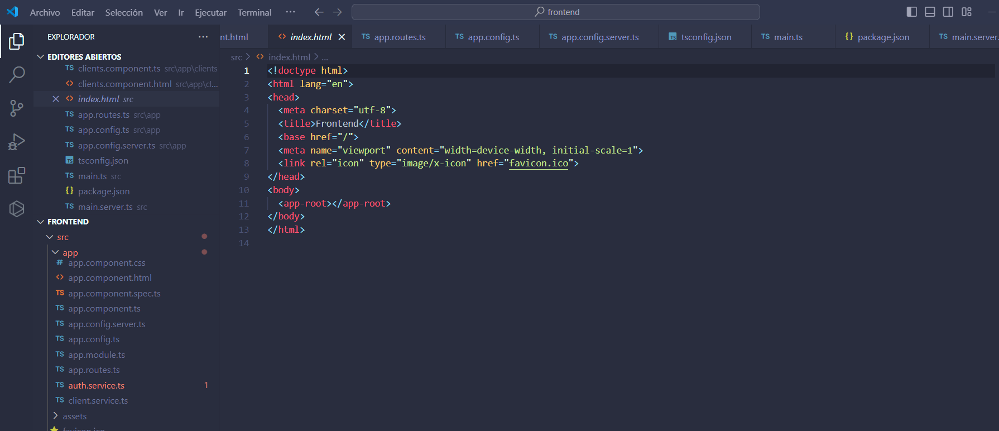 Archivo Editar Selección Ver Ir Ejecutar Terminal ··· frontend
EXPLORADOR ···
nt.html index.html app.routes.ts app.config.ts app.config.server.ts tsconfig.json main.ts package.json main.server.
EDITORES ABIERTOS
clients.component.ts src\app\clients
clients.component.html src\app\cl...
index.html src
app.routes.ts src\app
app.config.ts src\app
app.config.server.ts src\app
tsconfig.json
main.ts src
package.json
main.server.ts src
FRONTEND
src
app
app.component.css
app.component.html
app.component.spec.ts
app.component.ts
app.config.server.ts
app.config.ts
app.module.ts
app.routes.ts
auth.service.ts 1
client.service.ts
assets
favicon.ico
src > index.html > ...
1 <!doctype html>
2 <html lang="en">
3 <head>
4 <meta charset="utf-8">
5 <title>Frontend</title>
6 <base href="/">
7 <meta name="viewport" content="width=device-width, initial-scale=1">
8 <link rel="icon" type="image/x-icon" href="favicon.ico">
9 </head>
10 <body>
11 <app-root></app-root>
12 </body>
13 </html>
14